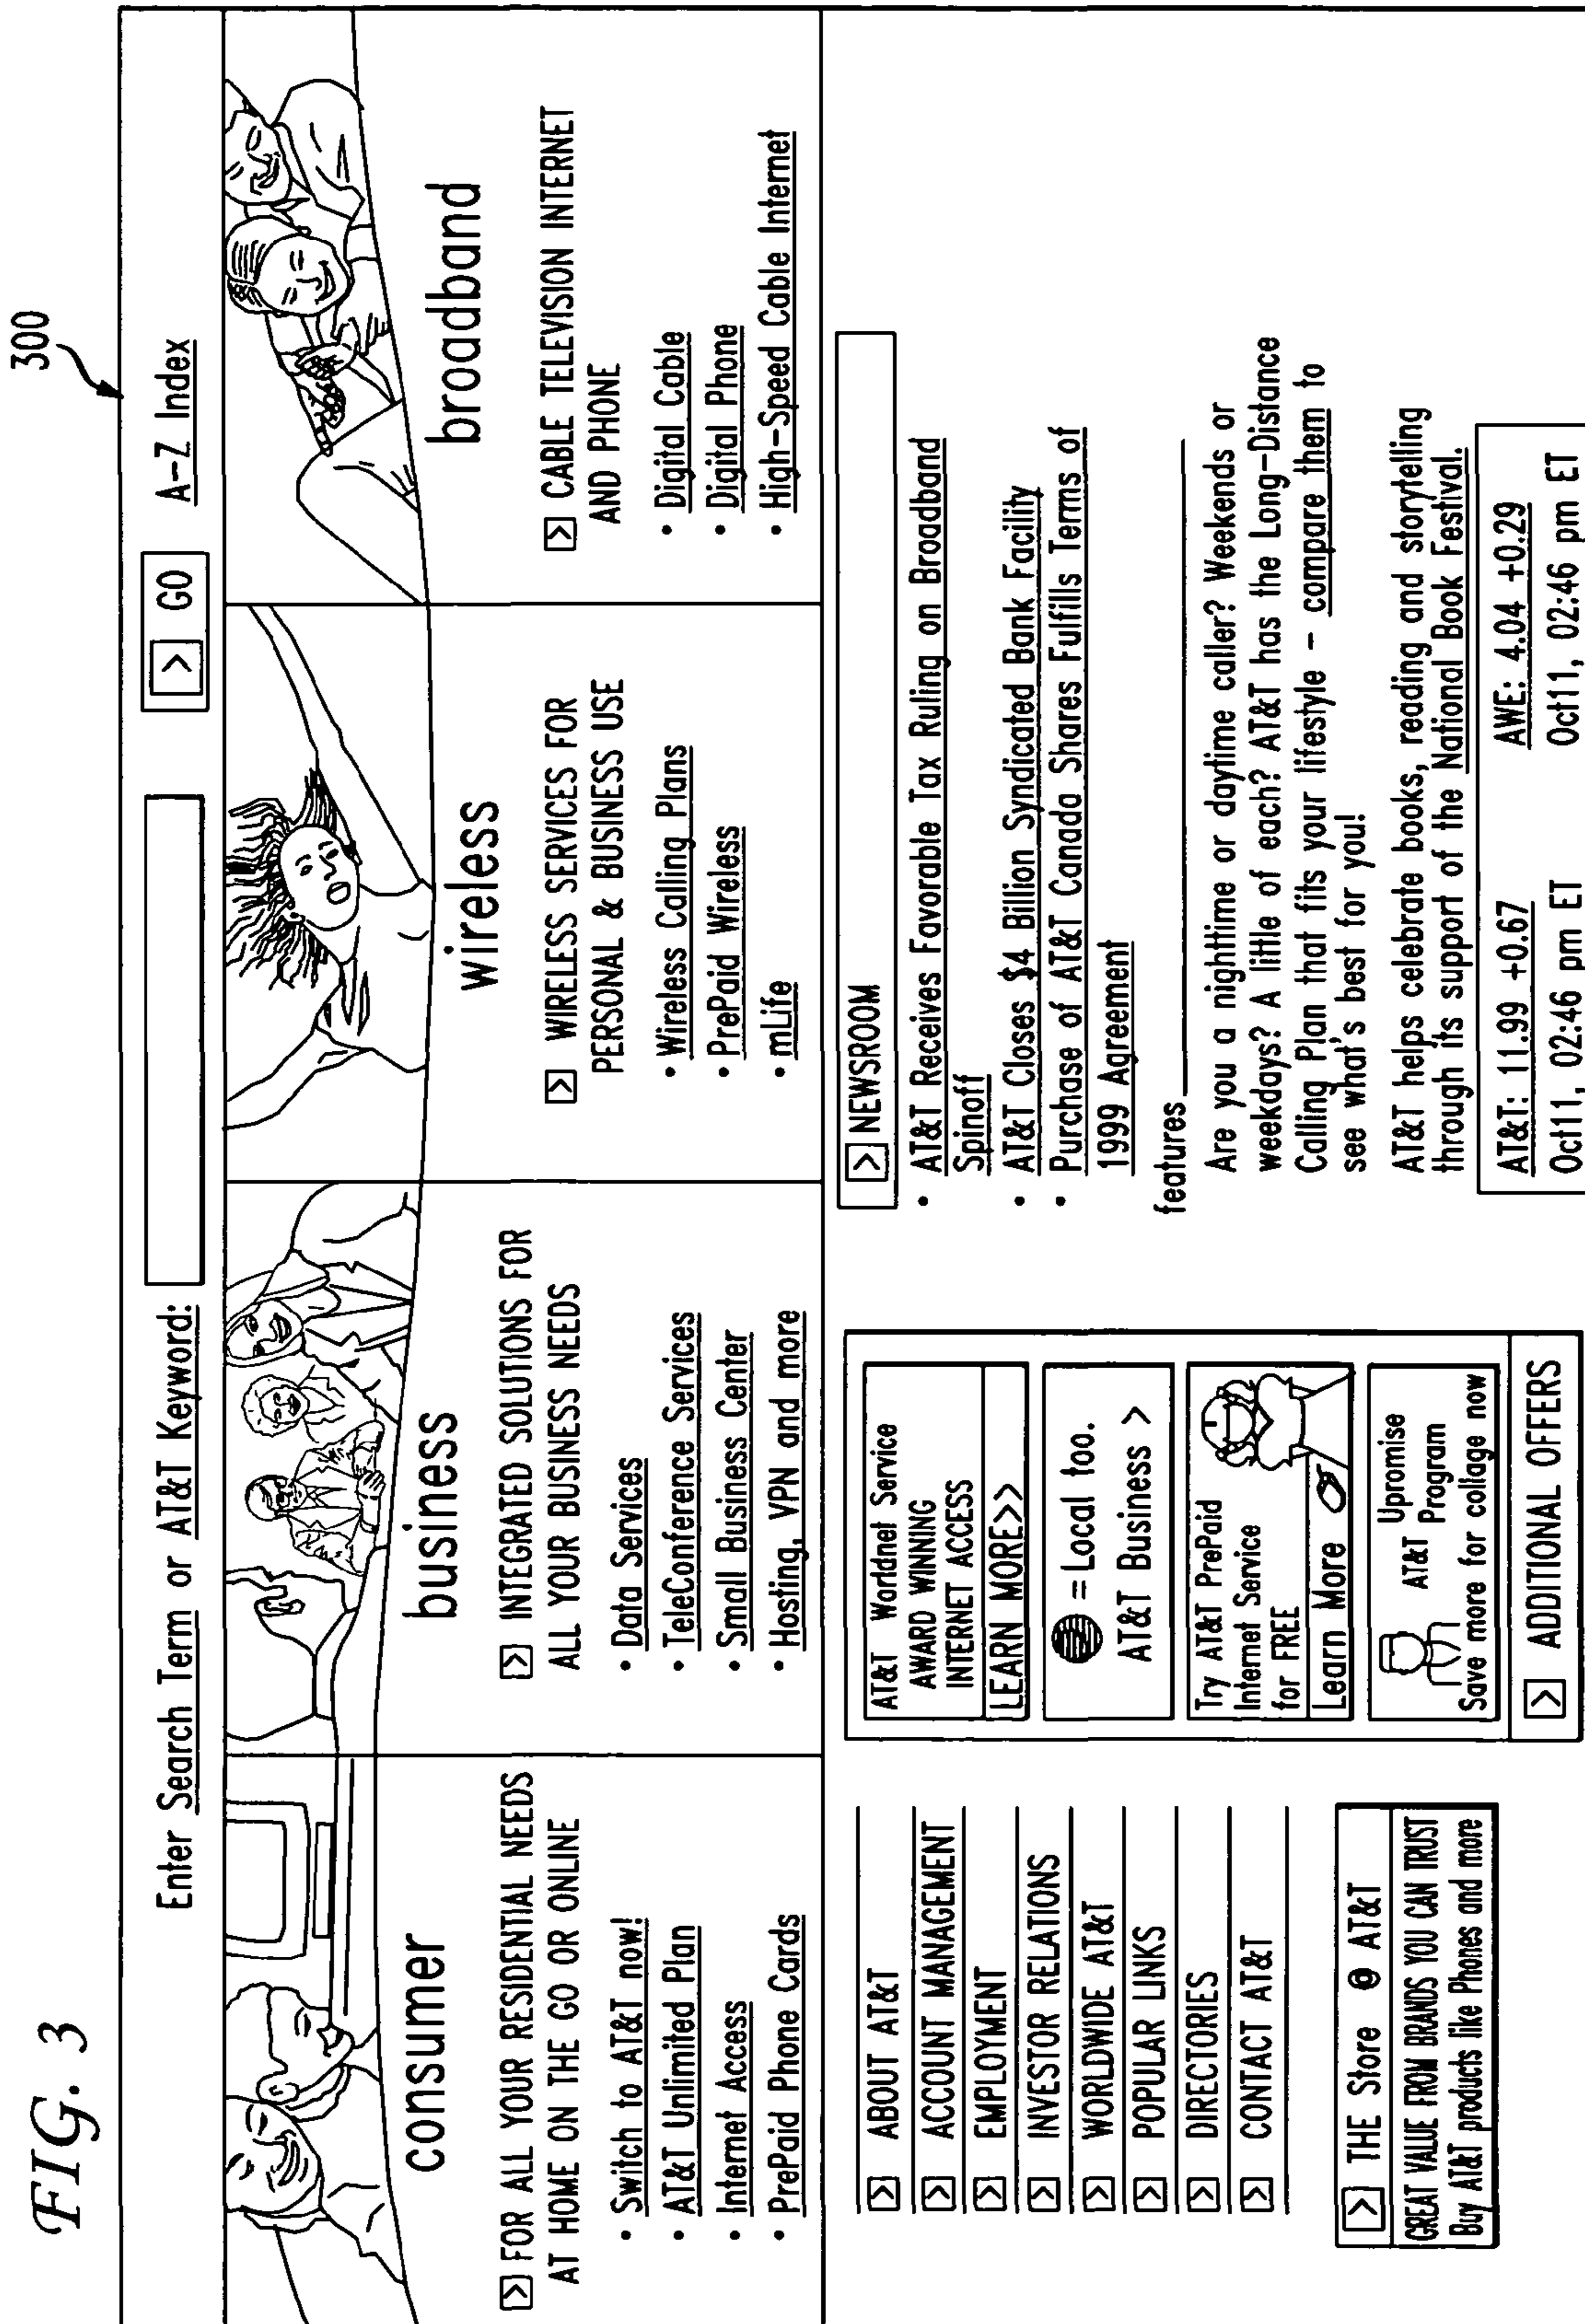 FIG. 3
300
Enter Search Term or AT&T Keyword:
> GO
A-Z Index
consumer
> FOR ALL YOUR RESIDENTIAL NEEDS
AT HOME ON THE GO OR ONLINE
• Switch to AT&T now!
• AT&T Unlimited Plan
• Internet Access
• PrePaid Phone Cards
business
> INTEGRATED SOLUTIONS FOR
ALL YOUR BUSINESS NEEDS
• Data Services
• TeleConference Services
• Small Business Center
• Hosting, VPN and more
wireless
> WIRELESS SERVICES FOR
PERSONAL & BUSINESS USE
• Wireless Calling Plans
• PrePaid Wireless
• mLife
broadband
> CABLE TELEVISION INTERNET
AND PHONE
• Digital Cable
• Digital Phone
• High-Speed Cable Internet
> ABOUT AT&T
> ACCOUNT MANAGEMENT
> EMPLOYMENT
> INVESTOR RELATIONS
> WORLDWIDE AT&T
> POPULAR LINKS
> DIRECTORIES
> CONTACT AT&T
> THE Store @ AT&T
GREAT VALUE FROM BRANDS YOU CAN TRUST
Buy AT&T products like Phones and more
AT&T Worldnet Service
AWARD WINNING
INTERNET ACCESS
LEARN MORE>>
= Local too.
AT&T Business >
Try AT&T PrePaid
Internet Service
for FREE
Learn More
Upromise
AT&T Program
Save more for collage now
> ADDITIONAL OFFERS
> NEWSROOM
• AT&T Receives Favorable Tax Ruling on Broadband
Spinoff
• AT&T Closes $4 Billion Syndicated Bank Facility
• Purchase of AT&T Canada Shares Fulfills Terms of
1999 Agreement
features
Are you a nighttime or daytime caller? Weekends or
weekdays? A little of each? AT&T has the Long-Distance
Calling Plan that fits your lifestyle - compare them to
see what's best for you!
AT&T helps celebrate books, reading and storytelling
through its support of the National Book Festival.
AT&T: 11.99 +0.67
AWE: 4.04 +0.29
Oct11, 02:46 pm ET
Oct11, 02:46 pm ET